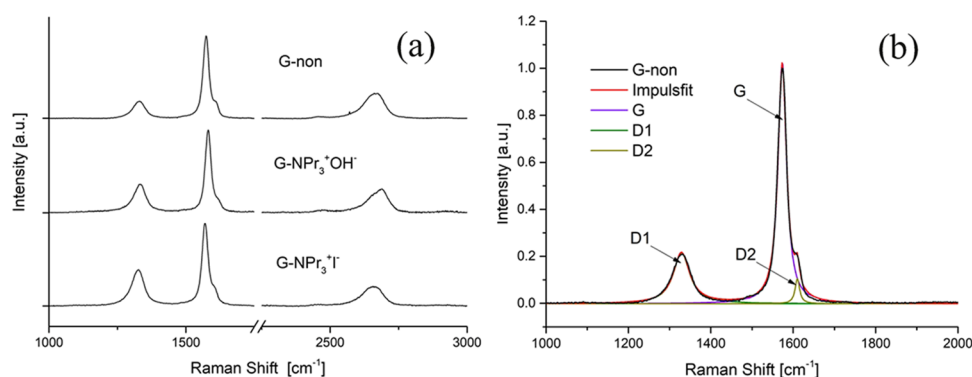 (a)
G-non
G-NPr₃⁺OH⁻
G-NPr₃⁺I⁻
Intensity [a.u.]
1000 1500 2500 3000
Raman Shift [cm⁻¹]
(b)
G-non
Impulsfit
G
D1
D2
G
D1
D2
Intensity [a.u.]
1.2
1.0
0.8
0.6
0.4
0.2
0.0
1000 1200 1400 1600 1800 2000
Raman Shift [cm⁻¹]